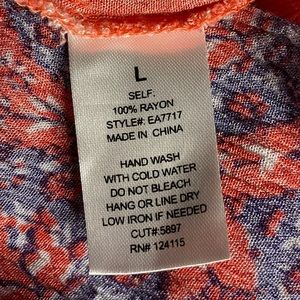 L
SELF:
100% RAYON
STYLE#: EA7717
MADE IN CHINA
HAND WASH
WITH COLD WATER
DO NOT BLEACH
HANG OR LINE DRY
LOW IRON IF NEEDED
CUT#:5897
RN# 124115